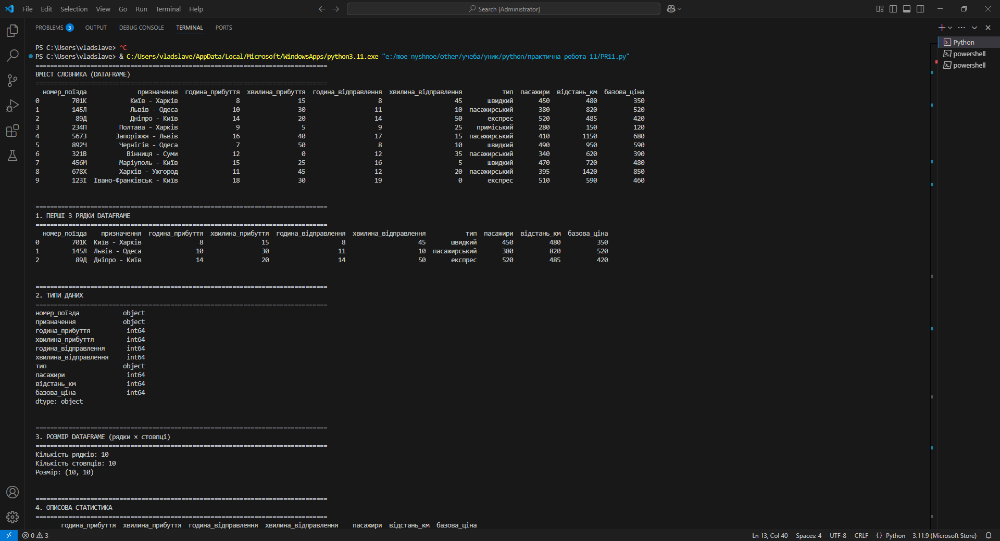 File Edit Selection View Go Run Terminal Help Search [Administrator]
PROBLEMS 3 OUTPUT DEBUG CONSOLE TERMINAL PORTS
Python
powershell
powershell
PS C:\Users\vladslave> ^C
PS C:\Users\vladslave> & C:/Users/vladslave/AppData/Local/Microsoft/WindowsApps/python3.11.exe "e:/moe nyshnoe/other/учеба/уник/python/практична робота 11/PR11.py"
================================================================================
ВМІСТ СЛОВНИКА (DATAFRAME)
================================================================================
номер_поїзда призначення година_прибуття хвилина_прибуття година_відправлення хвилина_відправлення тип пасажири відстань_км базова_ціна
0 701К Київ - Харків 8 15 8 45 швидкий 450 480 350
1 145Л Львів - Одеса 10 30 11 10 пасажирський 380 820 520
2 89Д Дніпро - Київ 14 20 14 50 експрес 520 485 420
3 234П Полтава - Харків 9 5 9 25 приміський 280 150 120
4 567З Запоріжжя - Львів 16 40 17 15 пасажирський 410 1150 680
5 892Ч Чернігів - Одеса 7 50 8 10 швидкий 490 950 590
6 321В Вінниця - Суми 12 0 12 35 пасажирський 340 620 390
7 456М Маріуполь - Київ 15 25 16 5 швидкий 470 720 480
8 678Х Харків - Ужгород 11 45 12 20 пасажирський 395 1420 850
9 123І Івано-Франківськ - Київ 18 30 19 0 експрес 510 590 460
================================================================================
1. ПЕРШІ 3 РЯДКИ DATAFRAME
================================================================================
номер_поїзда призначення година_прибуття хвилина_прибуття година_відправлення хвилина_відправлення тип пасажири відстань_км базова_ціна
0 701К Київ - Харків 8 15 8 45 швидкий 450 480 350
1 145Л Львів - Одеса 10 30 11 10 пасажирський 380 820 520
2 89Д Дніпро - Київ 14 20 14 50 експрес 520 485 420
================================================================================
2. ТИПИ ДАНИХ
================================================================================
номер_поїзда object
призначення object
година_прибуття int64
хвилина_прибуття int64
година_відправлення int64
хвилина_відправлення int64
тип object
пасажири int64
відстань_км int64
базова_ціна int64
dtype: object
================================================================================
3. РОЗМІР DATAFRAME (рядки × стовпці)
================================================================================
Кількість рядків: 10
Кількість стовпців: 10
Розмір: (10, 10)
================================================================================
4. ОПИСОВА СТАТИСТИКА
================================================================================
година_прибуття хвилина_прибуття година_відправлення хвилина_відправлення пасажири відстань_км базова_ціна
0 3 Ln 13, Col 40 Spaces: 4 UTF-8 CRLF {} Python 3.11.9 (Microsoft Store)